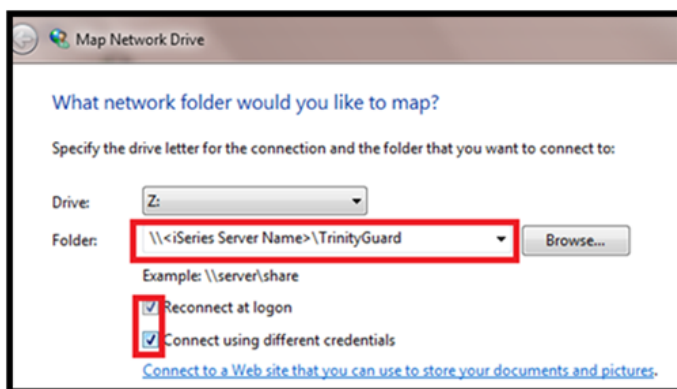 Map Network Drive
What network folder would you like to map?
Specify the drive letter for the connection and the folder that you want to connect to:
Drive: Z:
Folder: \\<iSeries Server Name>\TrinityGuard Browse...
Example: \\server\share
Reconnect at logon
Connect using different credentials
Connect to a Web site that you can use to store your documents and pictures.